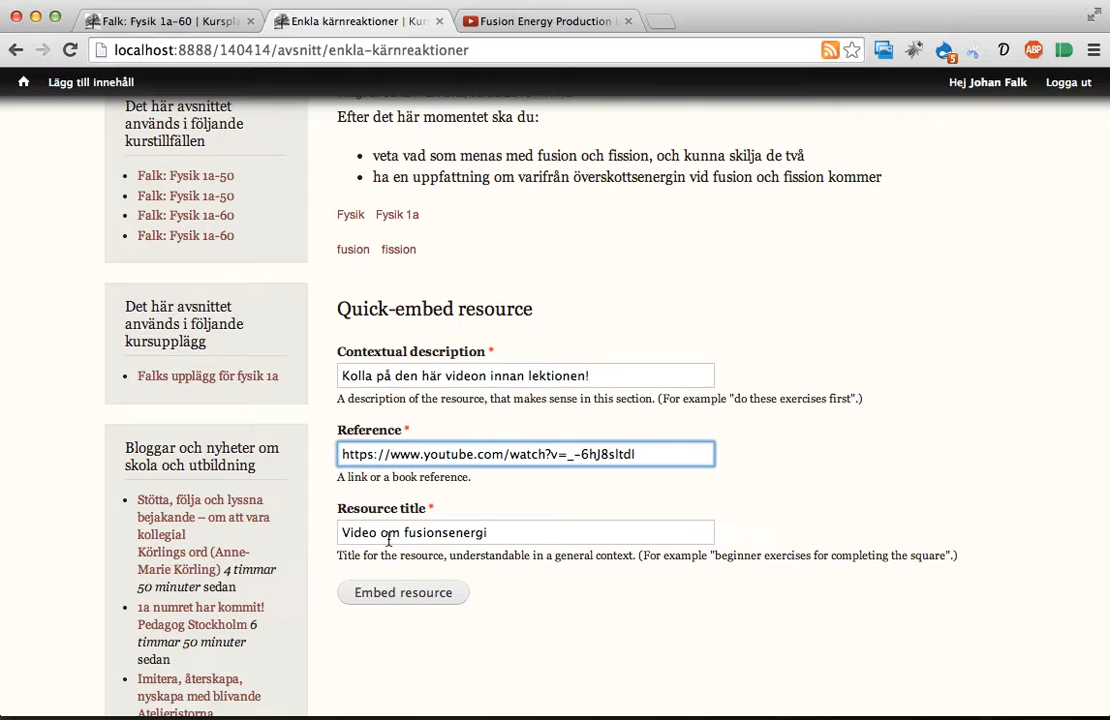 Falk: Fysik 1a-60 | Kurspla
Enkla kärnreaktioner | Kur
Fusion Energy Production
localhost:8888/140414/avsnitt/enkla-kärnreaktioner
5
ABP
Lägg till innehåll
Hej Johan Falk
Logga ut
Det här avsnittet
används i följande
kurstillfällen
Falk: Fysik 1a-50
Falk: Fysik 1a-50
Falk: Fysik 1a-60
Falk: Fysik 1a-60
Det här avsnittet
används i följande
kursupplägg
Falks upplägg för fysik 1a
Bloggar och nyheter om
skola och utbildning
Stötta, följa och lyssna
bejakande – om att vara
kollegial
Körlings ord (Anne-
Marie Körling) 4 timmar
50 minuter sedan
1a numret har kommit!
Pedagog Stockholm 6
timmar 50 minuter
sedan
Imitera, återskapa,
nyskapa med blivande
Ateljeristorna
Efter det här momentet ska du:
veta vad som menas med fusion och fission, och kunna skilja de två
ha en uppfattning om varifrån överskottsenergin vid fusion och fission kommer
Fysik Fysik 1a
fusion fission
Quick-embed resource
Contextual description *
Kolla på den här videon innan lektionen!
A description of the resource, that makes sense in this section. (For example "do these exercises first".)
Reference *
https://www.youtube.com/watch?v=_-6hJ8sltdI
A link or a book reference.
Resource title *
Video om fusionsenergi
Title for the resource, understandable in a general context. (For example "beginner exercises for completing the square".)
Embed resource